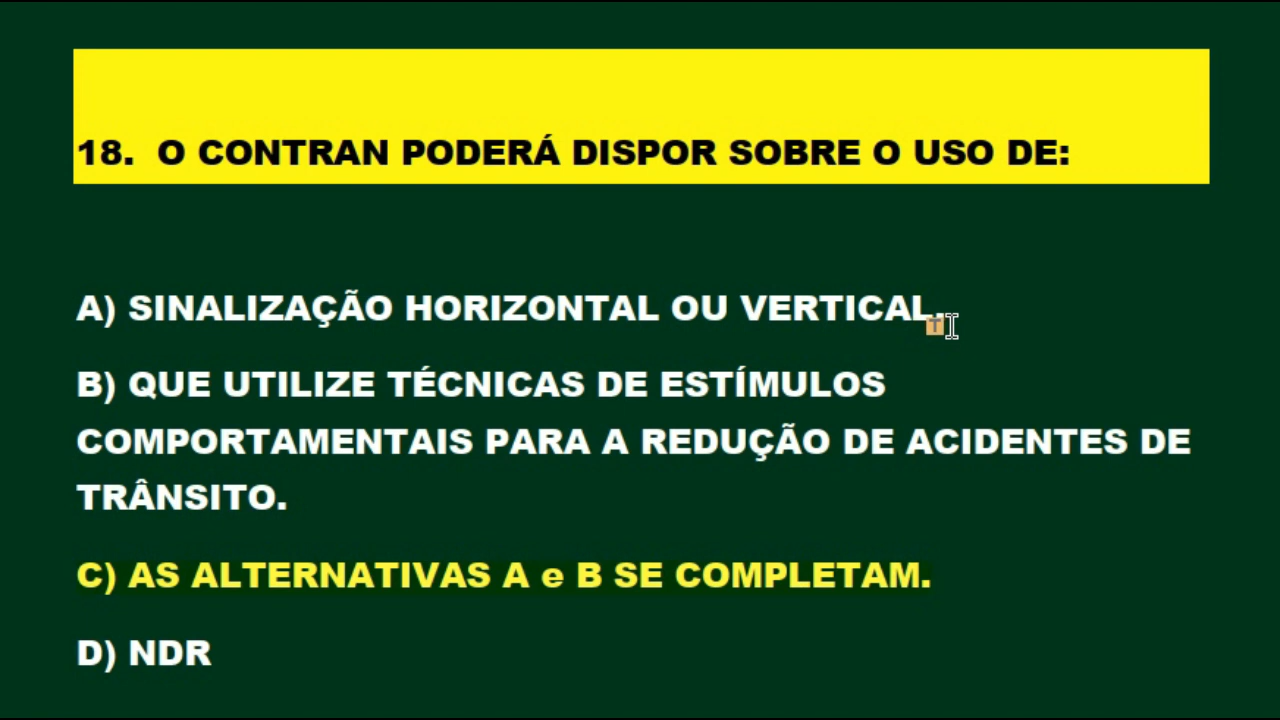 18. O CONTRAN PODERÁ DISPOR SOBRE O USO DE:
A) SINALIZAÇÃO HORIZONTAL OU VERTICAL.
T
B) QUE UTILIZE TÉCNICAS DE ESTÍMULOS
COMPORTAMENTAIS PARA A REDUÇÃO DE ACIDENTES DE
TRÂNSITO.
C) AS ALTERNATIVAS A e B SE COMPLETAM.
D) NDR